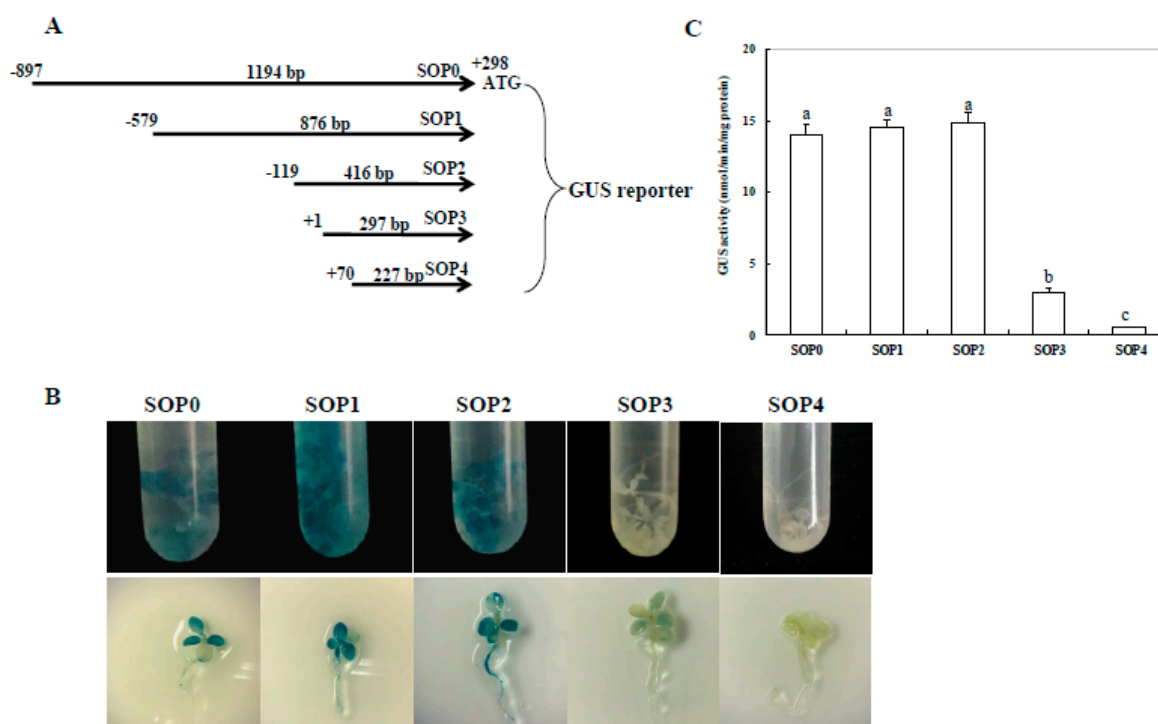 A
-897 1194 bp SOP0 +298
ATG
-579 876 bp SOP1
-119 416 bp SOP2
+1 297 bp SOP3
+70 227 bp SOP4
GUS reporter
C
GUS activity (nmol/min/mg protein)
20
15
10
5
0
a a a b c
SOP0 SOP1 SOP2 SOP3 SOP4
B
SOP0 SOP1 SOP2 SOP3 SOP4